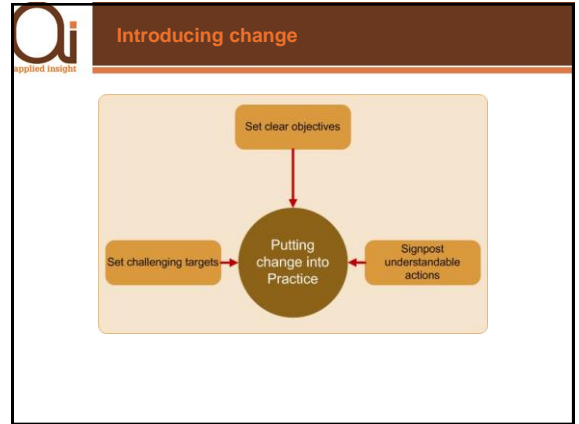 applied insight
Introducing change
Set clear objectives
Set challenging targets
Putting
change into
Practice
Signpost
understandable
actions